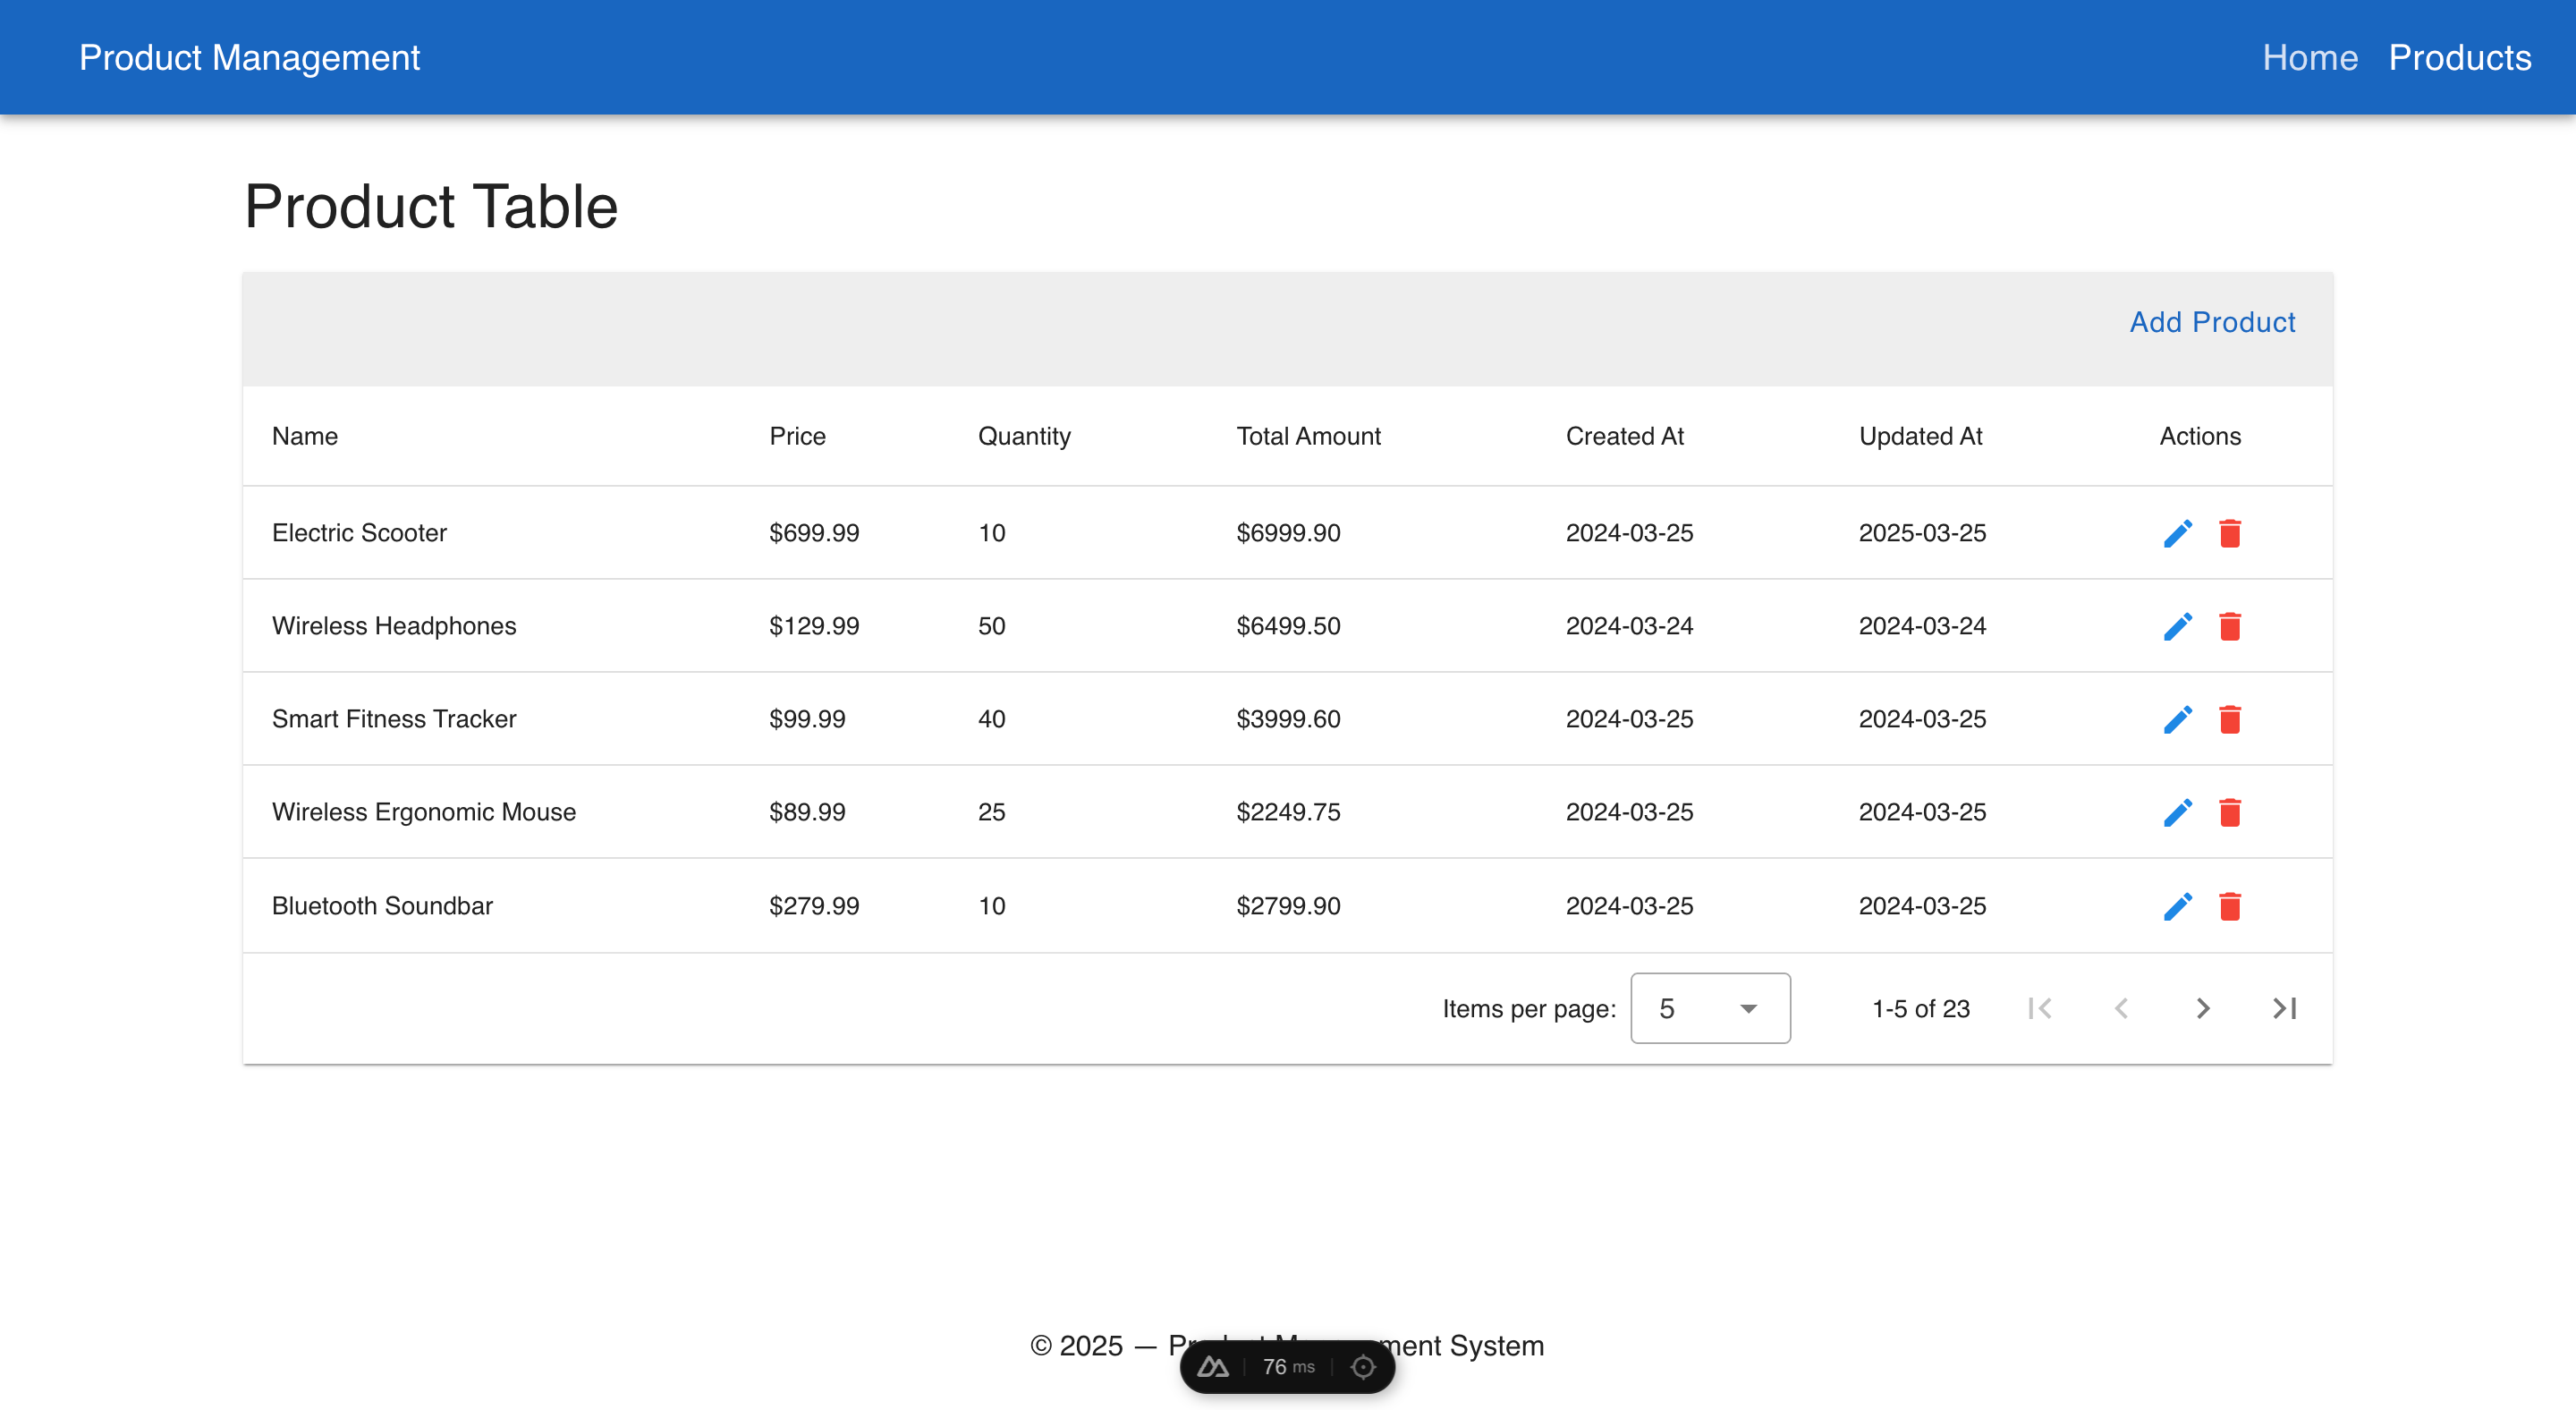 Product Management Home Products
Product Table
Add Product
Name Price Quantity Total Amount Created At Updated At Actions
Electric Scooter $699.99 10 $6999.90 2024-03-25 2025-03-25
Wireless Headphones $129.99 50 $6499.50 2024-03-24 2024-03-24
Smart Fitness Tracker $99.99 40 $3999.60 2024-03-25 2024-03-25
Wireless Ergonomic Mouse $89.99 25 $2249.75 2024-03-25 2024-03-25
Bluetooth Soundbar $279.99 10 $2799.90 2024-03-25 2024-03-25
Items per page: 5 1-5 of 23
© 2025 — System
76 ms